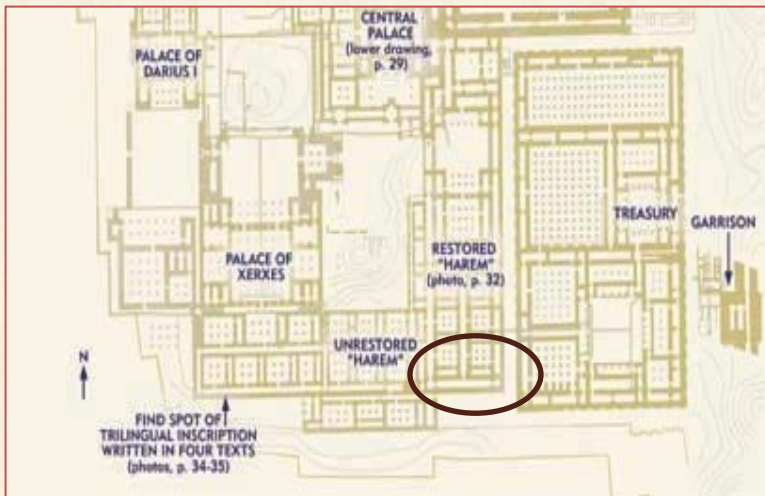 CENTRAL
PALACE
(lower drawing,
p. 29)
PALACE OF
DARIUS I
TREASURY
GARRISON
RESTORED
"HAREM"
(photo, p. 32)
PALACE OF
XERXES
UNRESTORED
"HAREM"
N
FIND SPOT OF
TRILINGUAL INSCRIPTION
WRITTEN IN FOUR TEXTS
(photos, p. 34-35)